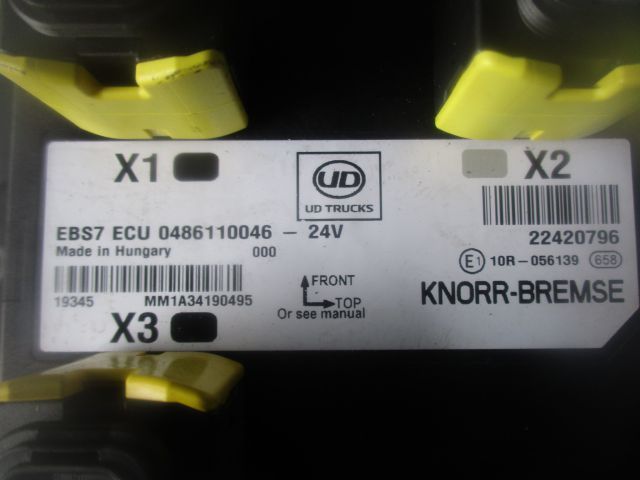 X1
UD
UD TRUCKS
X2
EBS7 ECU 0486110046 - 24V
Made in Hungary 000
22420796
E1 10R-056139 658
19345 MM1A34190495
FRONT
TOP
Or see manual
KNORR-BREMSE
X3